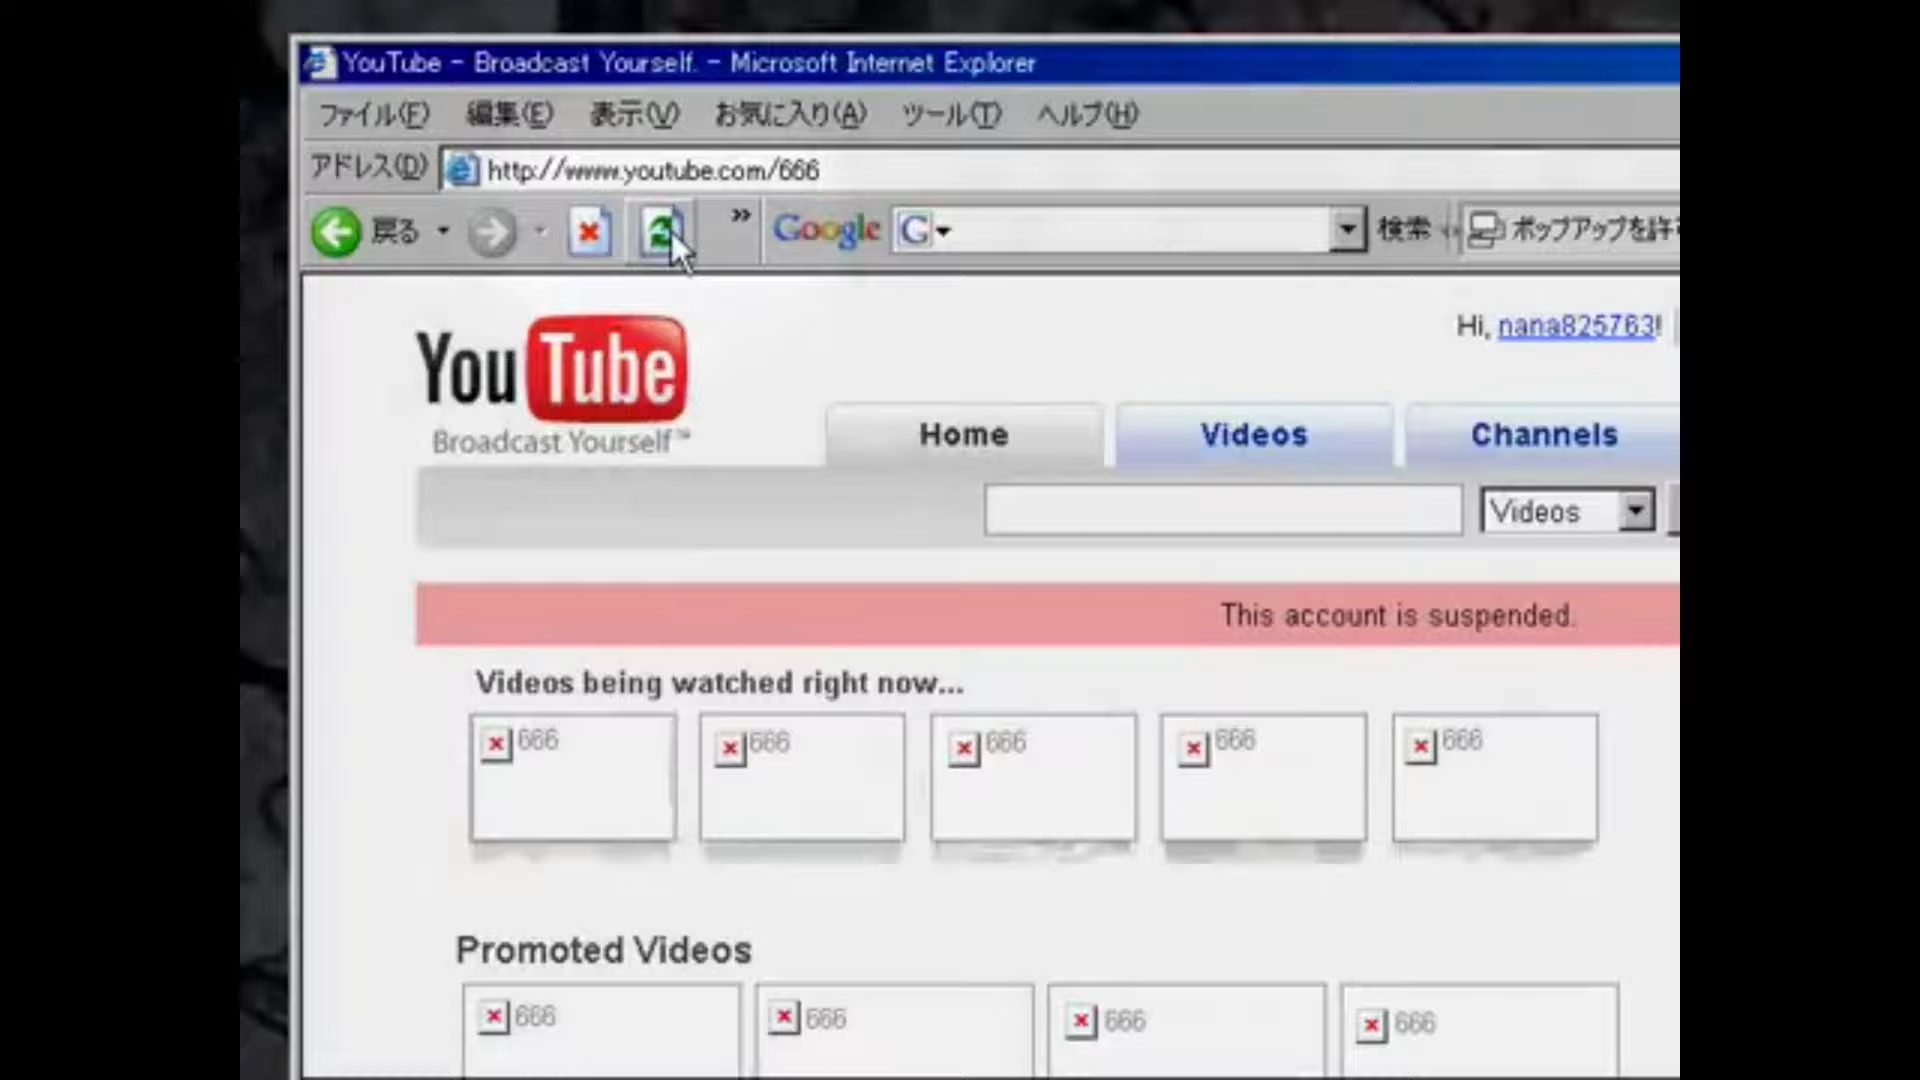 YouTube - Broadcast Yourself. - Microsoft Internet Explorer
ファイル(F) 編集(E) 表示(V) お気に入り(A) ツール(T) ヘルプ(H)
アドレス(D) http://www.youtube.com/666
戻る » Google G 検索 ポップアップを許
Hi, nana825763!
YouTube
Broadcast Yourself™
Home Videos Channels
Videos
This account is suspended.
Videos being watched right now...
666 666 666 666 666
Promoted Videos
666 666 666 666